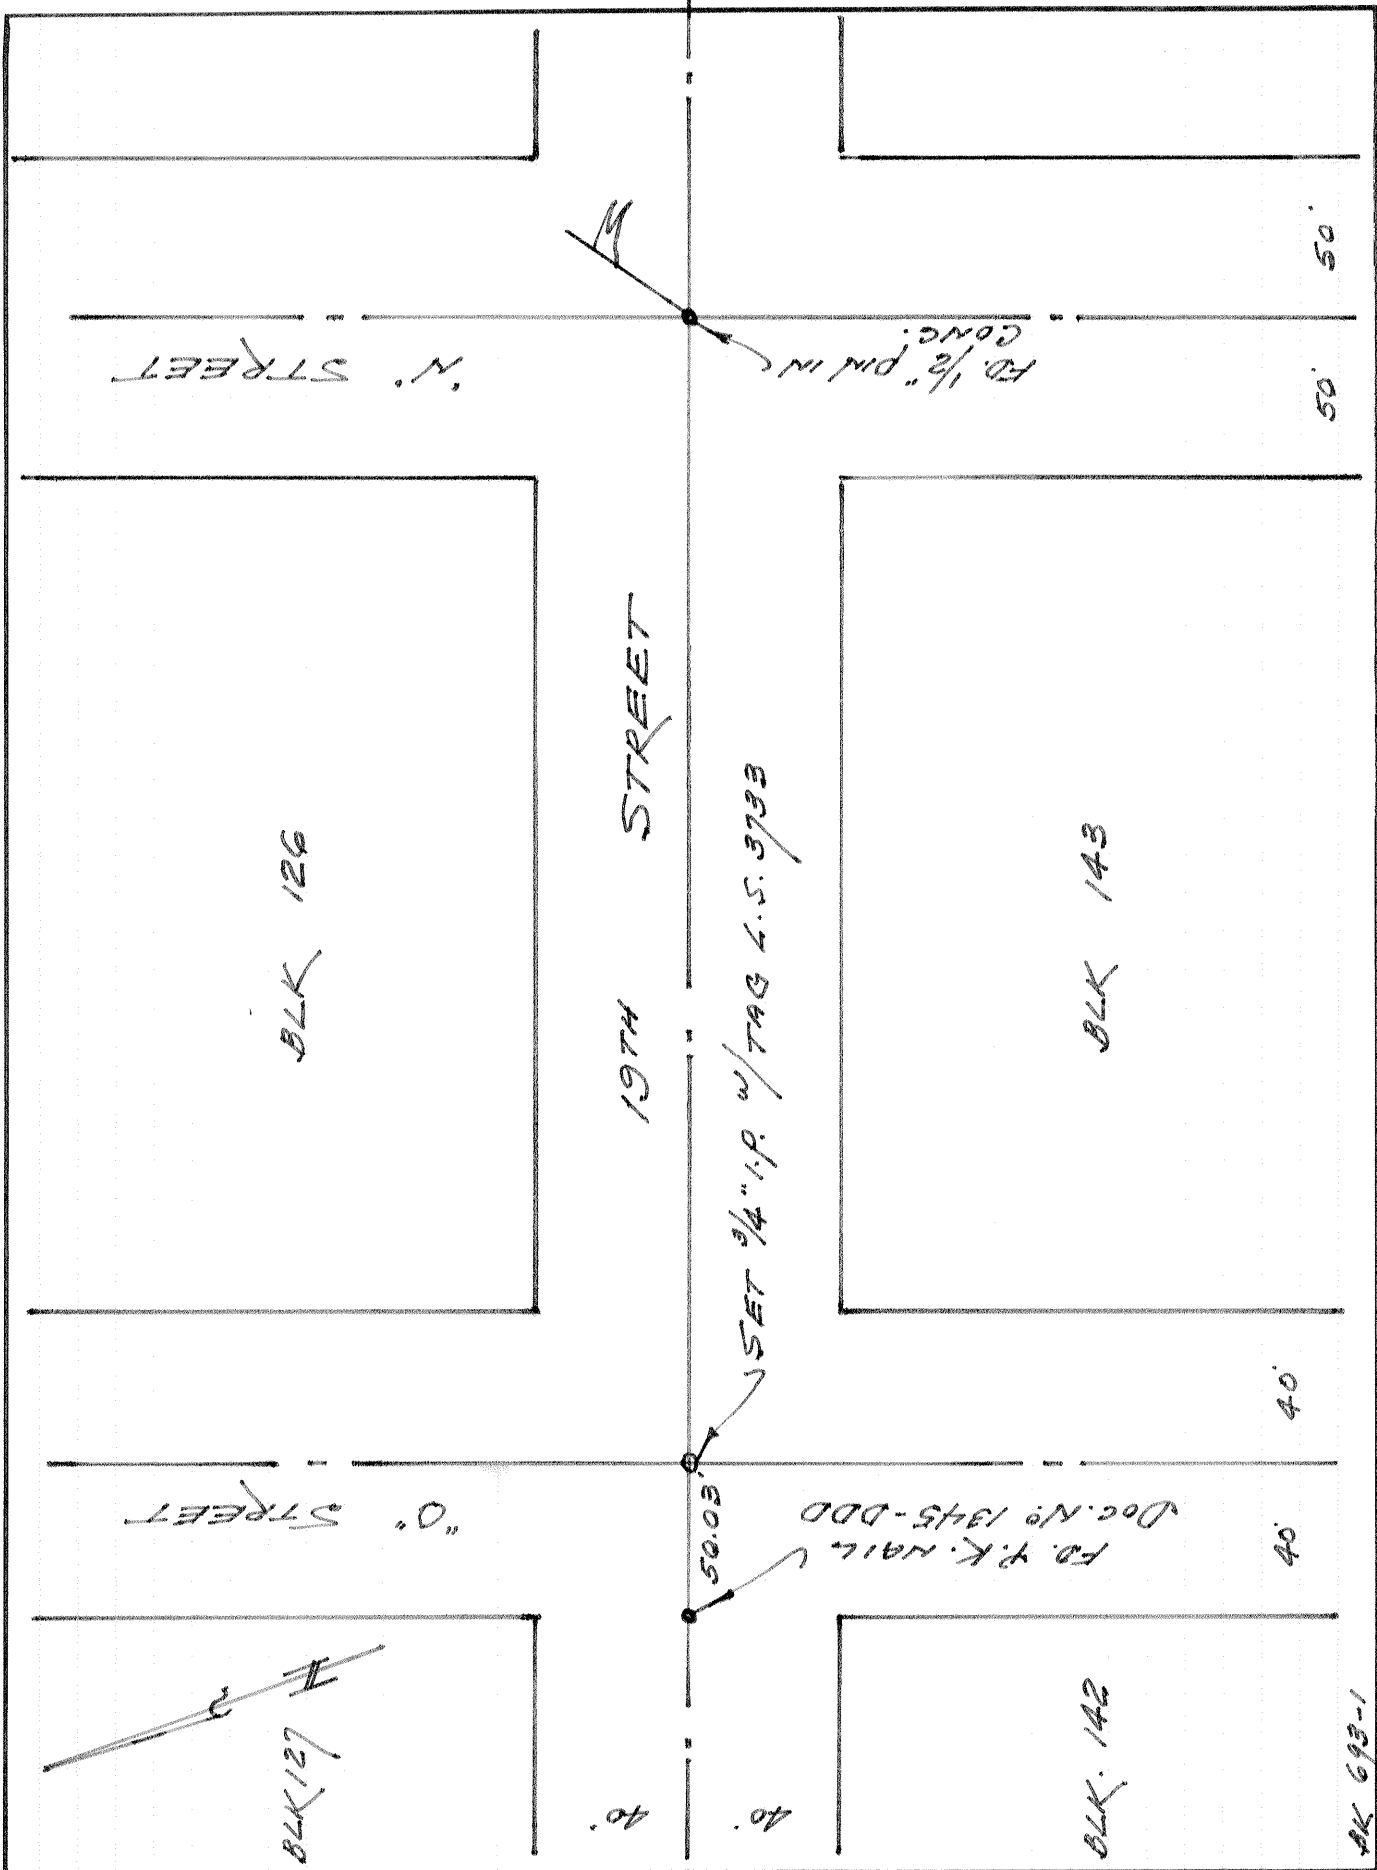 "N" STREET
FD. 1/2" PIN IN
CONC.
50'
50'
BLK 126
19TH STREET
SET 3/4" I.P. W/ TAG L.S. 3733
BLK 143
"O" STREET
50.03'
FD. P.K. NAIL
DOC. No 1345-DDD
40'
40'
BLK 127
40'
40'
BLK. 142
BK 693-1